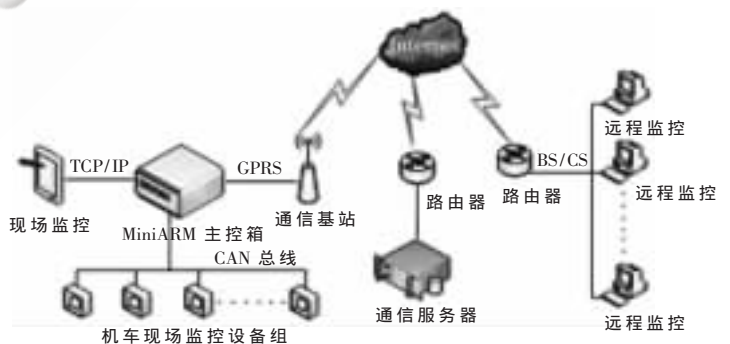 Internet
远程监控
TCP/IP
GPRS
BS/CS
现场监控
通信基站
路由器
路由器
远程监控
MiniARM 主控箱
CAN 总线
通信服务器
远程监控
机车现场监控设备组